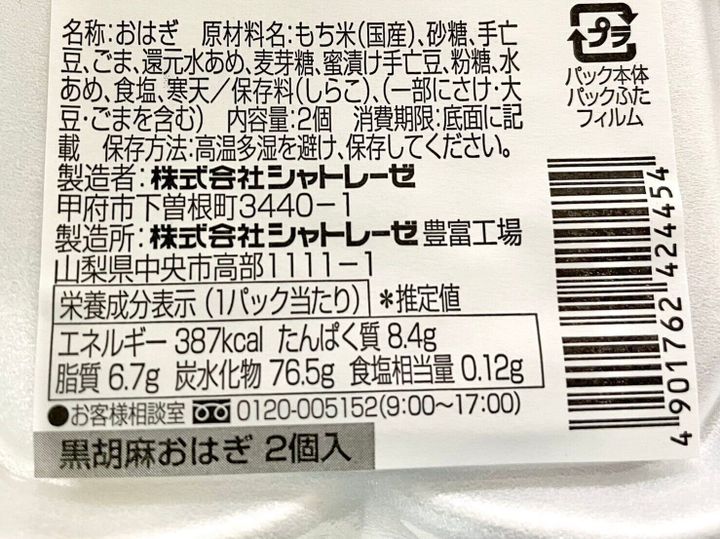 名称:おはぎ 原材料名:もち米(国産)、砂糖、手亡
豆、ごま、還元水あめ、麦芽糖、蜜漬け手亡豆、粉糖、水
あめ、食塩、寒天/保存料(しらこ)、(一部にさけ・大
豆・ごまを含む) 内容量:2個 消費期限:底面に記
載 保存方法:高温多湿を避け、保存してください。
製造者:株式会社シャトレーゼ
甲府市下曽根町3440-1
製造所:株式会社シャトレーゼ豊富工場
山梨県中央市高部1111-1
栄養成分表示(1パック当たり) *推定値
エネルギー 387kcal たんぱく質 8.4g
脂質 6.7g 炭水化物 76.5g 食塩相当量 0.12g
●お客様相談室 0120-005152(9:00~17:00)
黒胡麻おはぎ 2個入
プラ
パック本体
パックふた
フィルム
4 901762 424454